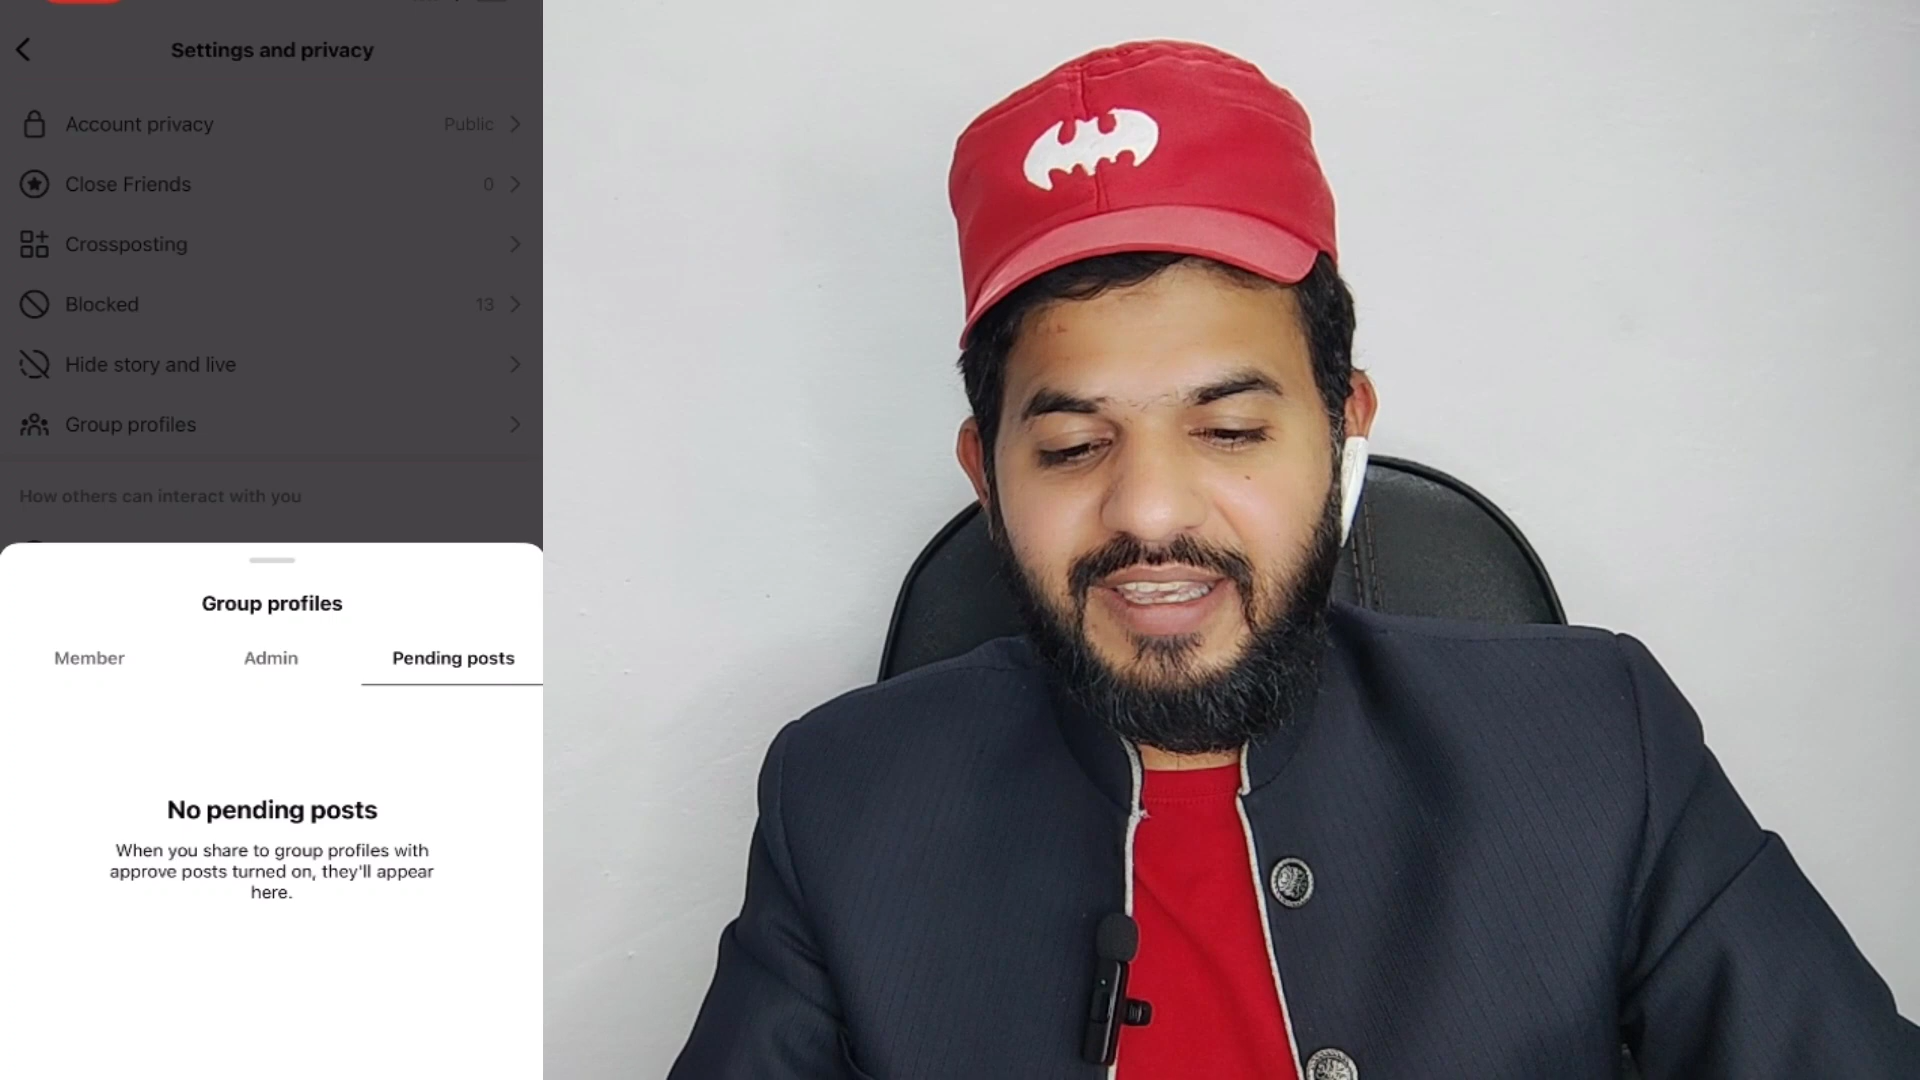 Settings and privacy
Account privacy Public
Close Friends 0
Crossposting
Blocked 13
Hide story and live
Group profiles
How others can interact with you
Group profiles
Member Admin Pending posts
No pending posts
When you share to group profiles with
approve posts turned on, they'll appear
here.